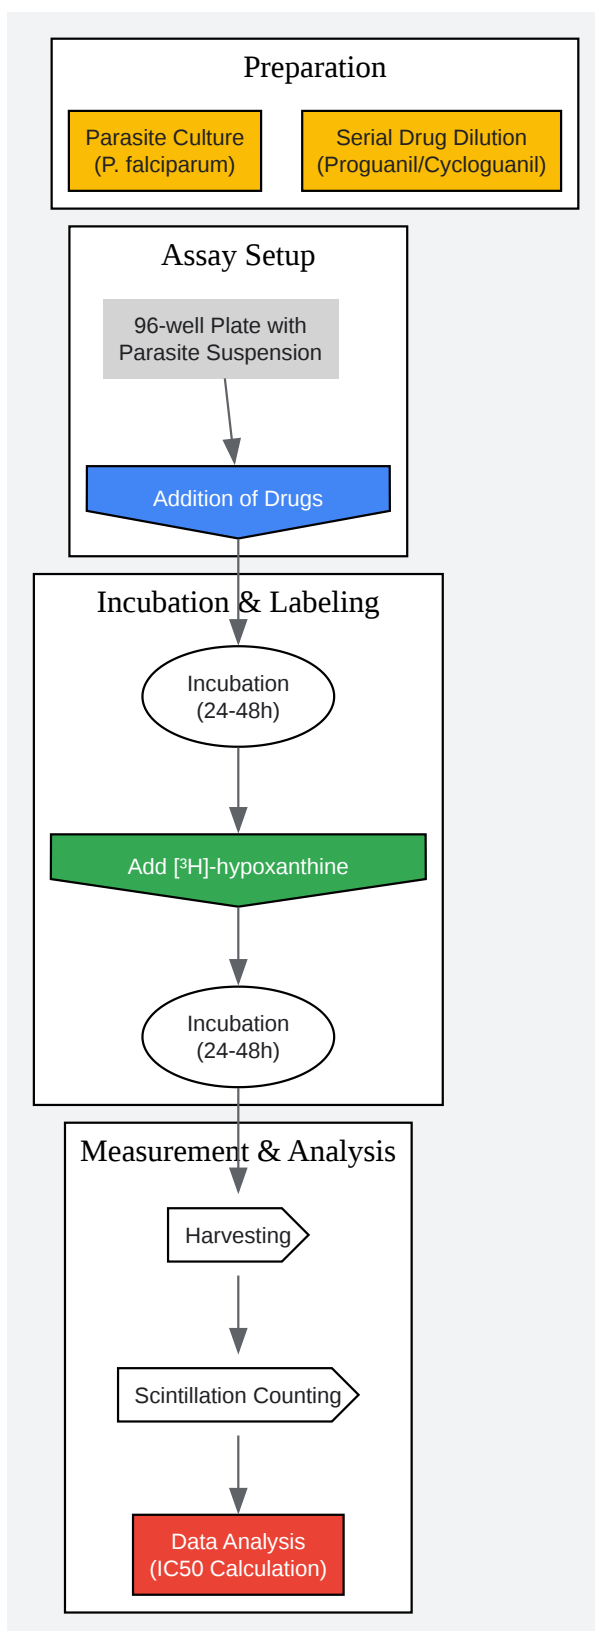 Preparation
Parasite Culture
(P. falciparum)
Serial Drug Dilution
(Proguanil/Cycloguanil)
Assay Setup
96-well Plate with
Parasite Suspension
Addition of Drugs
Incubation & Labeling
Incubation
(24-48h)
Add [³H]-hypoxanthine
Incubation
(24-48h)
Measurement & Analysis
Harvesting
Scintillation Counting
Data Analysis
(IC50 Calculation)